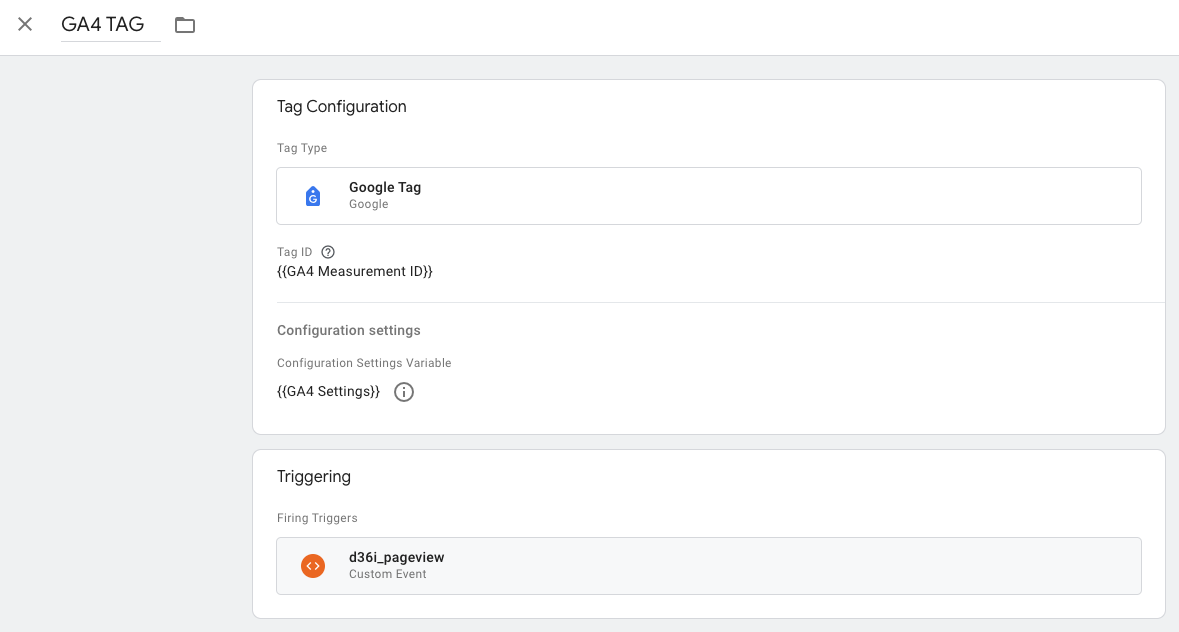 GA4 TAG
Tag Configuration
Tag Type
Google Tag
Google
Tag ID
{{GA4 Measurement ID}}
Configuration settings
Configuration Settings Variable
{{GA4 Settings}}
Triggering
Firing Triggers
d36i_pageview
Custom Event